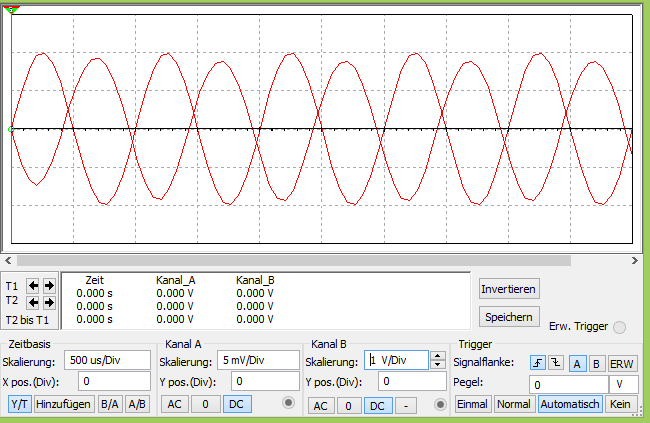 T1
T2
T2 bis T1
Zeit Kanal_A Kanal_B
0.000 s 0.000 V 0.000 V
0.000 s 0.000 V 0.000 V
0.000 s 0.000 V 0.000 V
Invertieren
Speichern
Erw. Trigger
Zeitbasis
Skalierung: 500 us/Div
X pos.(Div): 0
Y/T Hinzufügen B/A A/B
Kanal A
Skalierung: 5 mV/Div
Y pos.(Div): 0
AC 0 DC
Kanal B
Skalierung: 1 V/Div
Y pos.(Div): 0
AC 0 DC -
Trigger
Signalflanke: A B ERW
Pegel: 0 V
Einmal Normal Automatisch Kein